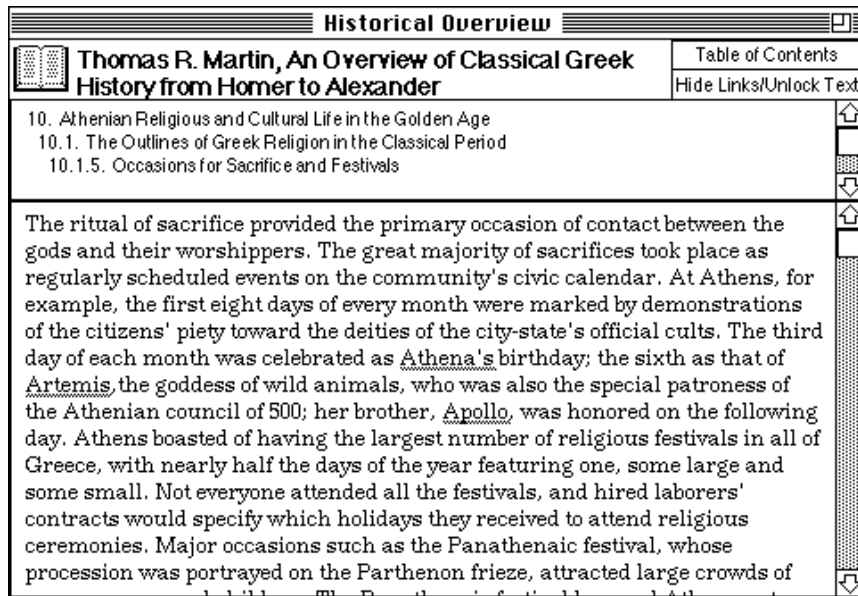 Historical Overview
Thomas R. Martin, An Overview of Classical Greek
History from Homer to Alexander
Table of Contents
Hide Links/Unlock Text
10. Athenian Religious and Cultural Life in the Golden Age
10.1. The Outlines of Greek Religion in the Classical Period
10.1.5. Occasions for Sacrifice and Festivals
The ritual of sacrifice provided the primary occasion of contact between the
gods and their worshippers. The great majority of sacrifices took place as
regularly scheduled events on the community's civic calendar. At Athens, for
example, the first eight days of every month were marked by demonstrations
of the citizens' piety toward the deities of the city-state's official cults. The third
day of each month was celebrated as Athena's birthday; the sixth as that of
Artemis, the goddess of wild animals, who was also the special patroness of
the Athenian council of 500; her brother, Apollo, was honored on the following
day. Athens boasted of having the largest number of religious festivals in all of
Greece, with nearly half the days of the year featuring one, some large and
some small. Not everyone attended all the festivals, and hired laborers'
contracts would specify which holidays they received to attend religious
ceremonies. Major occasions such as the Panathenaic festival, whose
procession was portrayed on the Parthenon frieze, attracted large crowds of